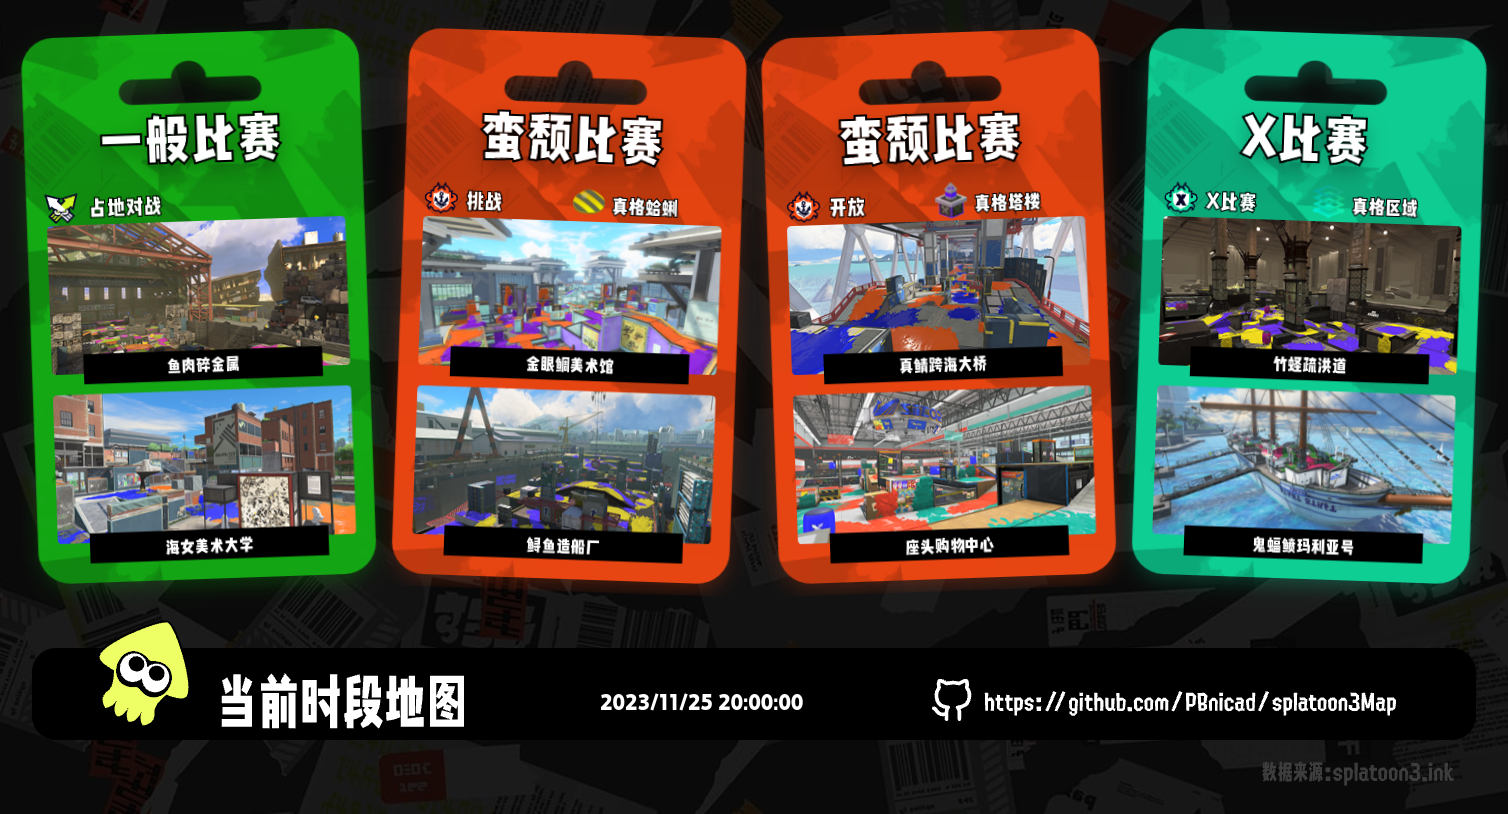 一般比赛
占地对战
鱼肉碎金属
海女美术大学
蛮颓比赛
挑战
真格蛤蜊
金眼鲷美术馆
鲟鱼造船厂
蛮颓比赛
开放
真格塔楼
真鲭跨海大桥
座头购物中心
X比赛
X比赛
真格区域
竹蛏疏洪道
鬼蝠鲼玛利亚号
当前时段地图
2023/11/25 20:00:00
https://github.com/PBnicad/splatoon3Map
数据来源:splatoon3.ink